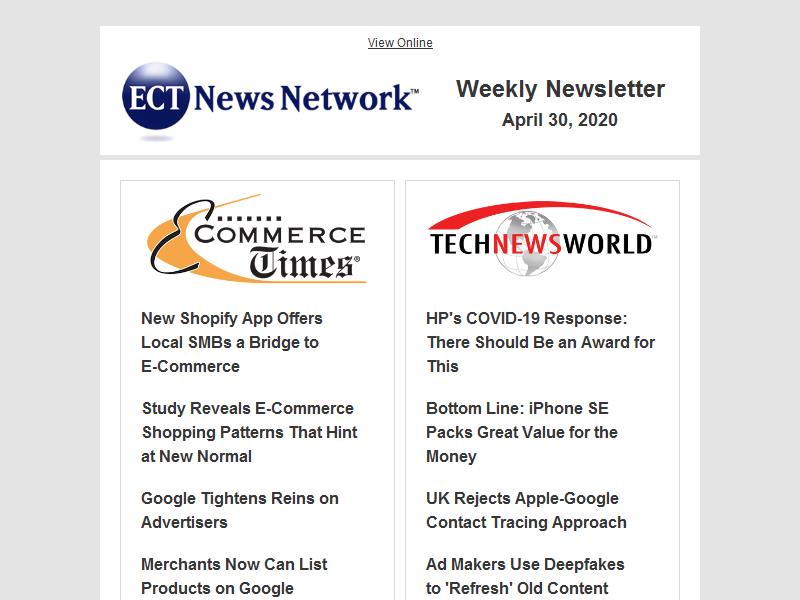 View Online
ECT News Network™
Weekly Newsletter
April 30, 2020
E-Commerce
Times®
TECHNEWSWORLD™
New Shopify App Offers
Local SMBs a Bridge to
E-Commerce
Study Reveals E-Commerce
Shopping Patterns That Hint
at New Normal
Google Tightens Reins on
Advertisers
Merchants Now Can List
Products on Google
HP's COVID-19 Response:
There Should Be an Award for
This
Bottom Line: iPhone SE
Packs Great Value for the
Money
UK Rejects Apple-Google
Contact Tracing Approach
Ad Makers Use Deepfakes
to 'Refresh' Old Content